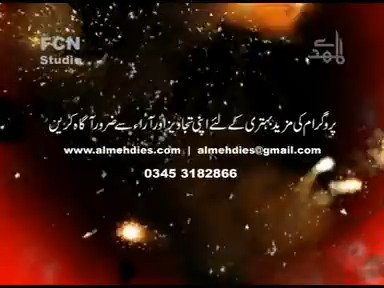 FCN
Studio
پروگرام کی مزید بہتری کے لئے اپنی تجاویز اور آراء سے ضرور آگاہ کریں
www.almehdies.com | almehdies@gmail.com
0345 3182866